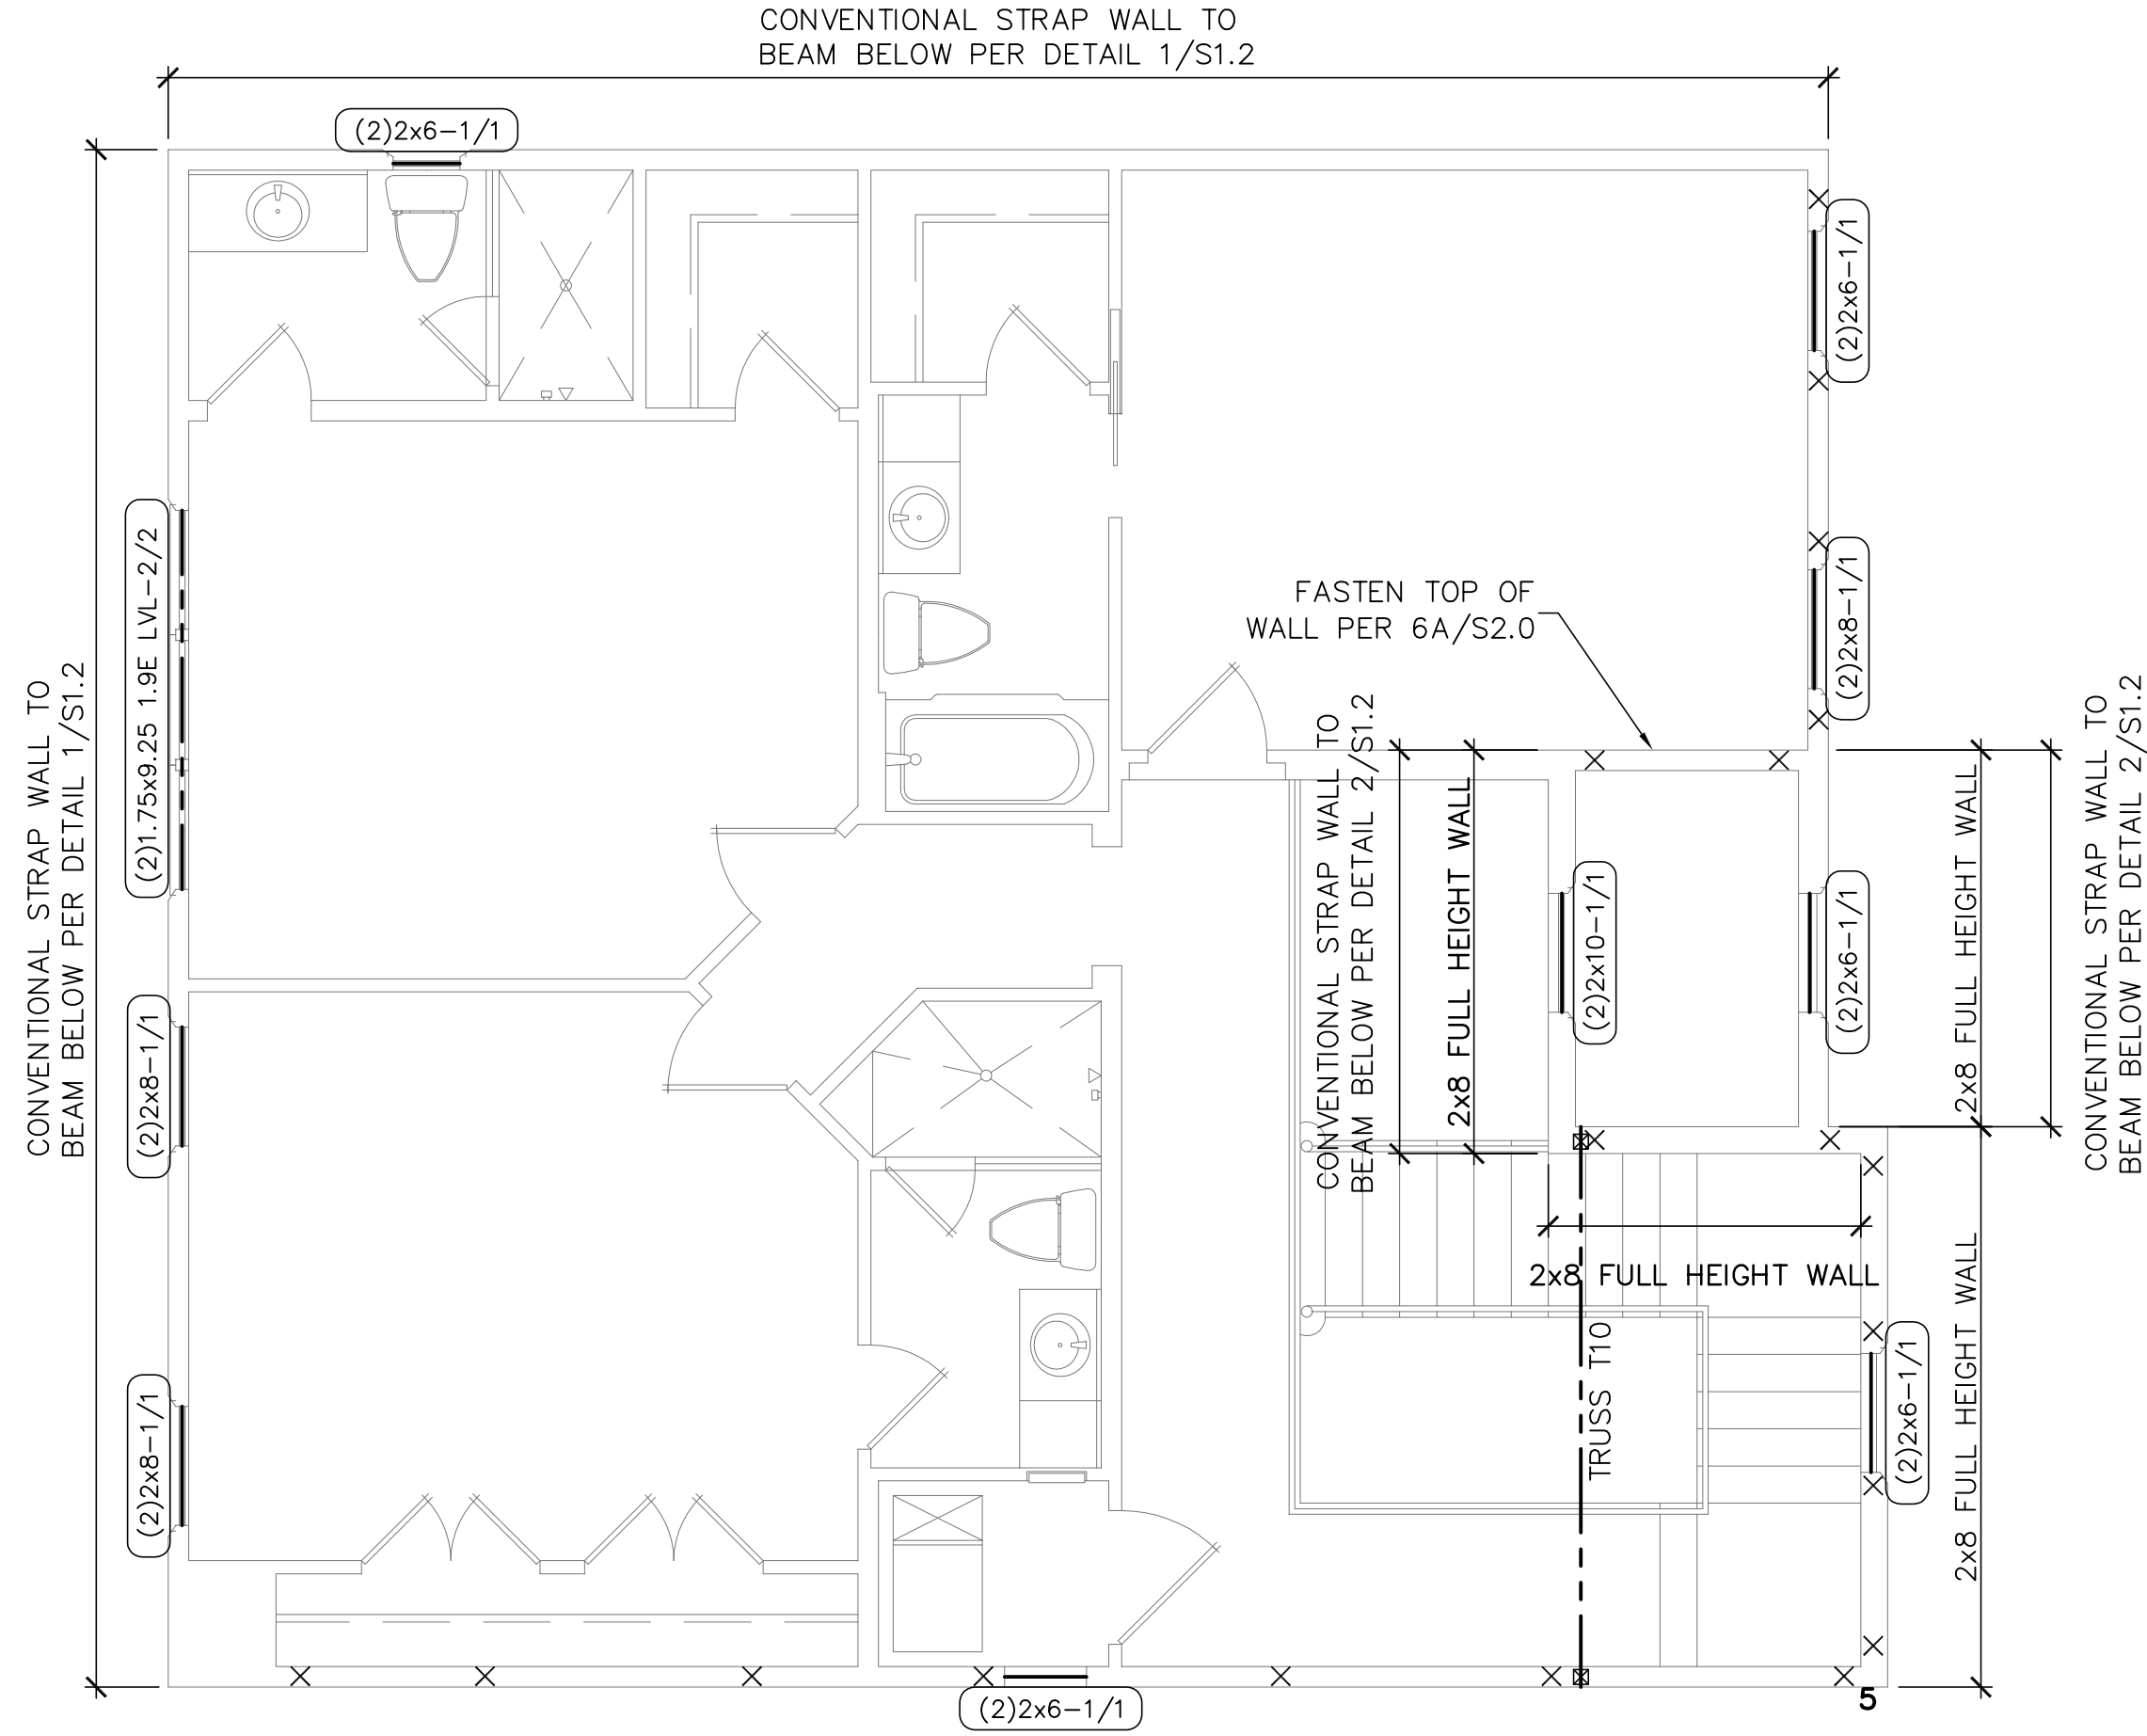 CONVENTIONAL STRAP WALL TO
BEAM BELOW PER DETAIL 1/S1.2
(2)2x6-1/1
(2)2x6-1/1
(2)1.75x9.25 1.9E LVL-2/2
(2)2x8-1/1
FASTEN TOP OF
WALL PER 6A/S2.0
CONVENTIONAL STRAP WALL TO
BEAM BELOW PER DETAIL 1/S1.2
CONVENTIONAL STRAP WALL TO
BEAM BELOW PER DETAIL 2/S1.2
2x8 FULL HEIGHT WALL
(2)2x10-1/1
(2)2x6-1/1
2x8 FULL HEIGHT WALL
CONVENTIONAL STRAP WALL TO
BEAM BELOW PER DETAIL 2/S1.2
(2)2x8-1/1
2x8 FULL HEIGHT WALL
(2)2x8-1/1
TRUSS T10
(2)2x6-1/1
2x8 FULL HEIGHT WALL
(2)2x6-1/1
5